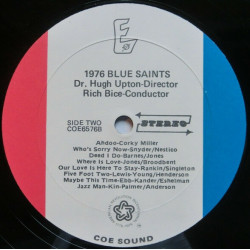 1976 BLUE SAINTS
Dr. Hugh Upton-Director
Rich Bice-Conductor
SIDE TWO
COE6576B
STEREO
Ahdoo-Corky Miller
Who's Sorry Now-Snyder/Nestico
Deed I Do-Barnts/Jones
Where is Love-Jones/Broadbent
Our Love is Here To Stay-Rankin/Singleton
Five Foot Two-Lewis-Young/Henderson
Maybe This Time-Ebb-Kander/Eshelman
Jazz Man-Kin-Palmer/Anderson
COE SOUND